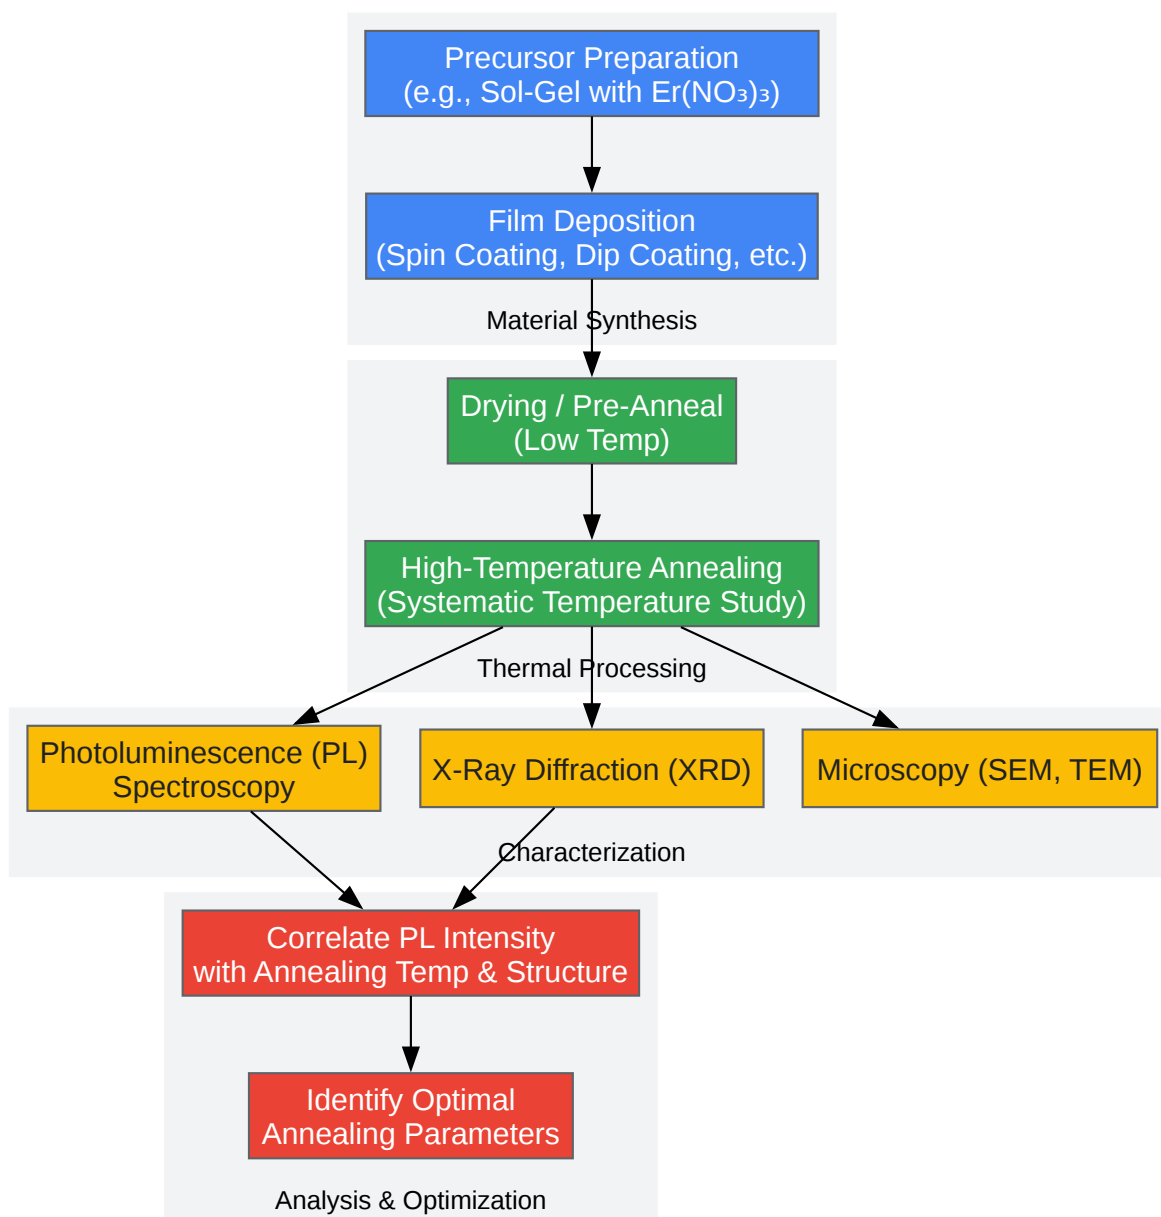 Precursor Preparation
(e.g., Sol-Gel with Er(NO₃)₃)
Film Deposition
(Spin Coating, Dip Coating, etc.)
Material Synthesis
Drying / Pre-Anneal
(Low Temp)
High-Temperature Annealing
(Systematic Temperature Study)
Thermal Processing
Photoluminescence (PL)
Spectroscopy
X-Ray Diffraction (XRD)
Microscopy (SEM, TEM)
Characterization
Correlate PL Intensity
with Annealing Temp & Structure
Identify Optimal
Annealing Parameters
Analysis & Optimization